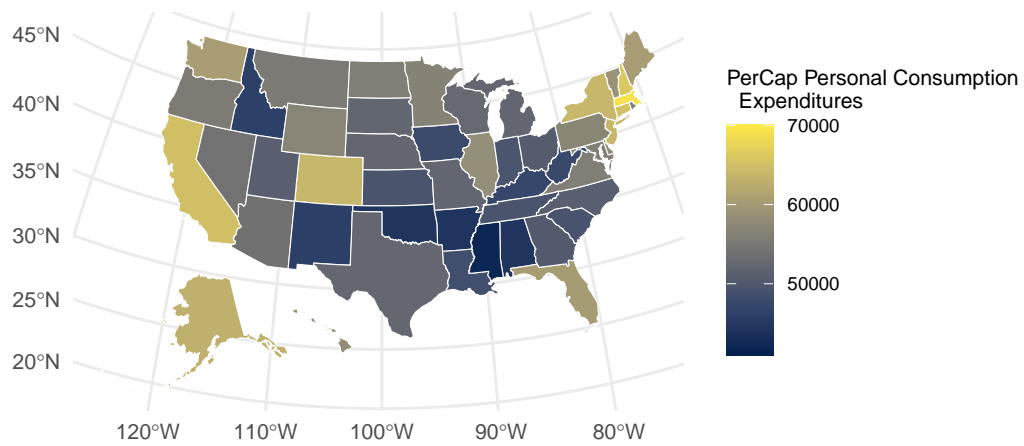 45°N
40°N
35°N
30°N
25°N
20°N
120°W
110°W
100°W
90°W
80°W
PerCap Personal Consumption
Expenditures
70000
60000
50000